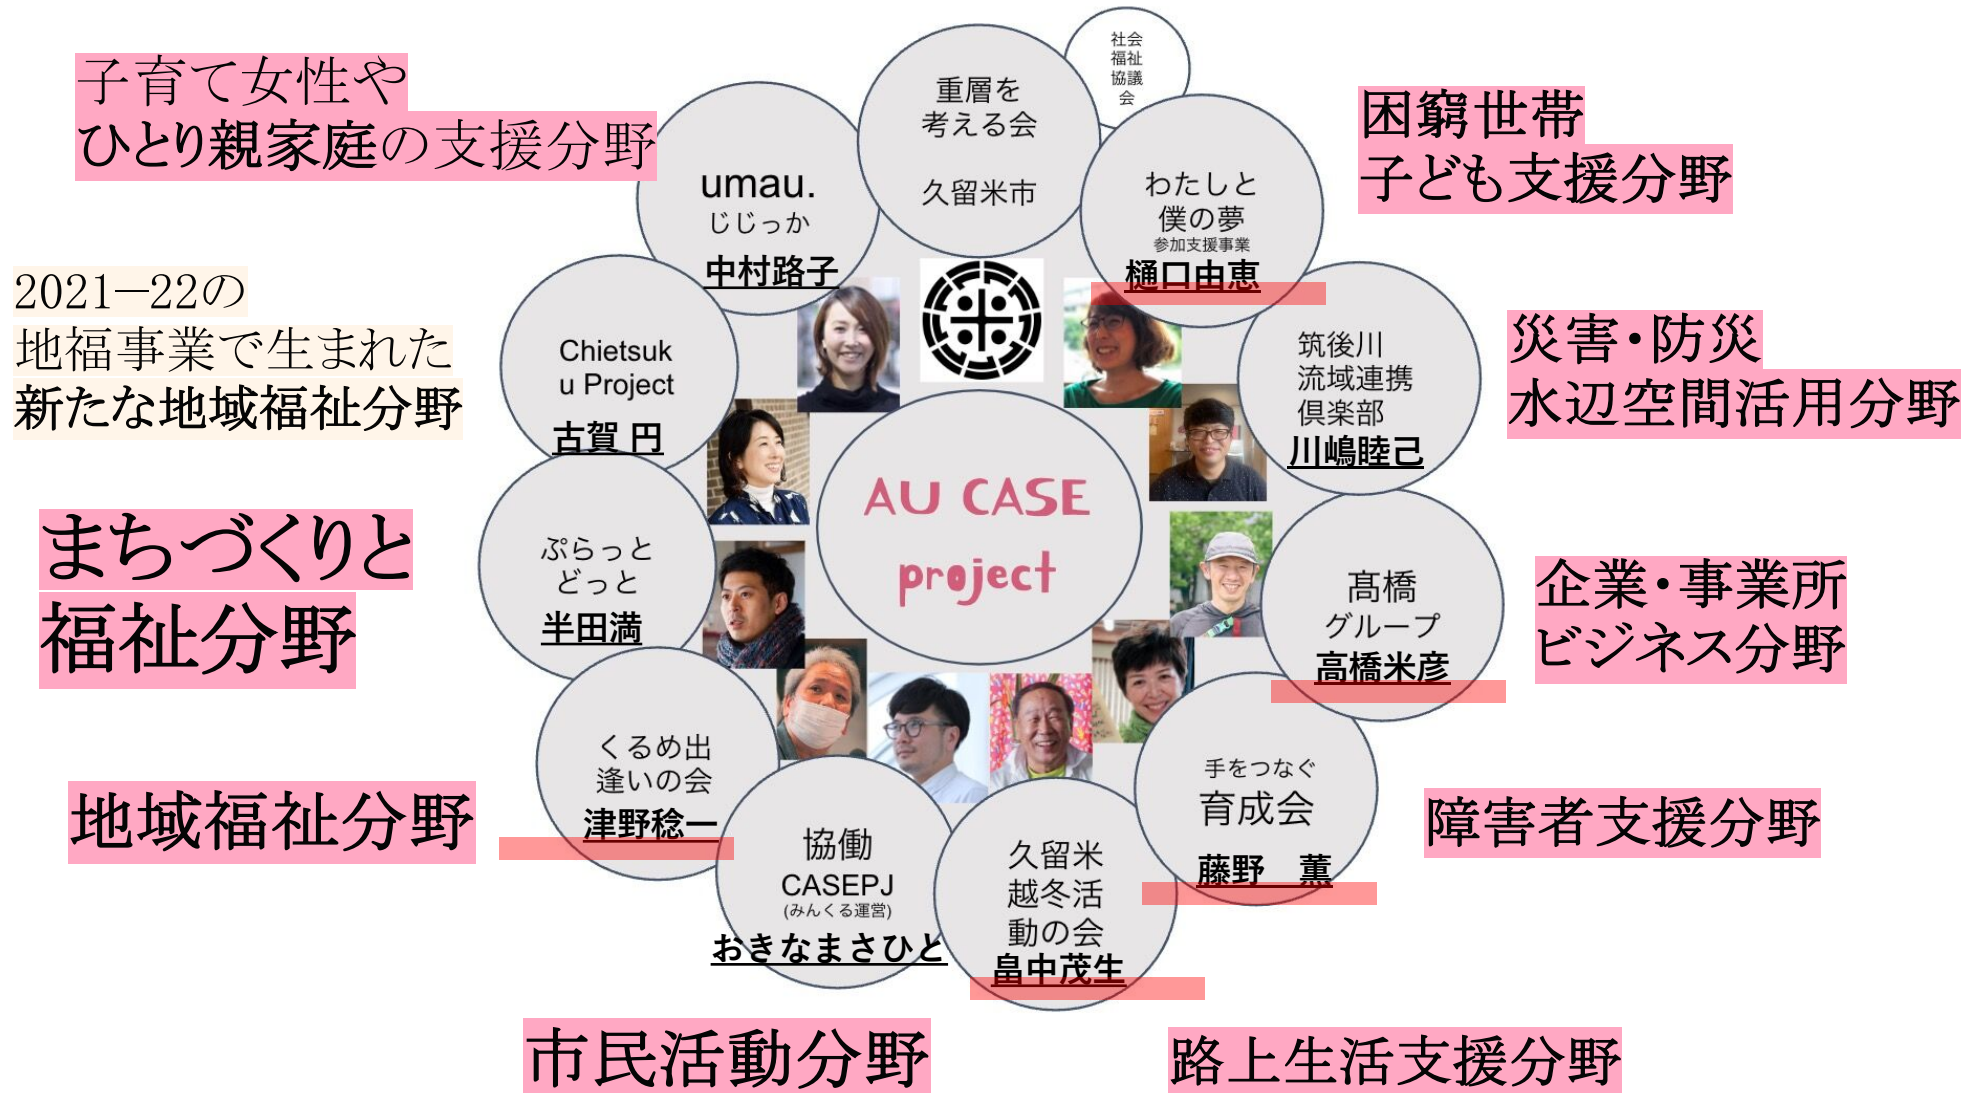 社会
福祉
協議
会
重層を
考える会
久留米市
子育て女性や
ひとり親家庭の支援分野
umau.
じじっか
中村路子
わたしと
僕の夢
参加支援事業
樋口由恵
困窮世帯
子ども支援分野
2021—22の
地福事業で生まれた
新たな地域福祉分野
Chietsuk
u Project
古賀 円
筑後川
流域連携
倶楽部
川嶋睦己
災害・防災
水辺空間活用分野
AU CASE
project
まちづくりと
福祉分野
ぷらっと
どっと
半田満
髙橋
グループ
高橋米彦
企業・事業所
ビジネス分野
地域福祉分野
くるめ出
逢いの会
津野稔一
手をつなぐ
育成会
藤野　薫
障害者支援分野
協働
CASEPJ
(みんくる運営)
おきなまさひと
久留米
越冬活
動の会
畠中茂生
市民活動分野
路上生活支援分野